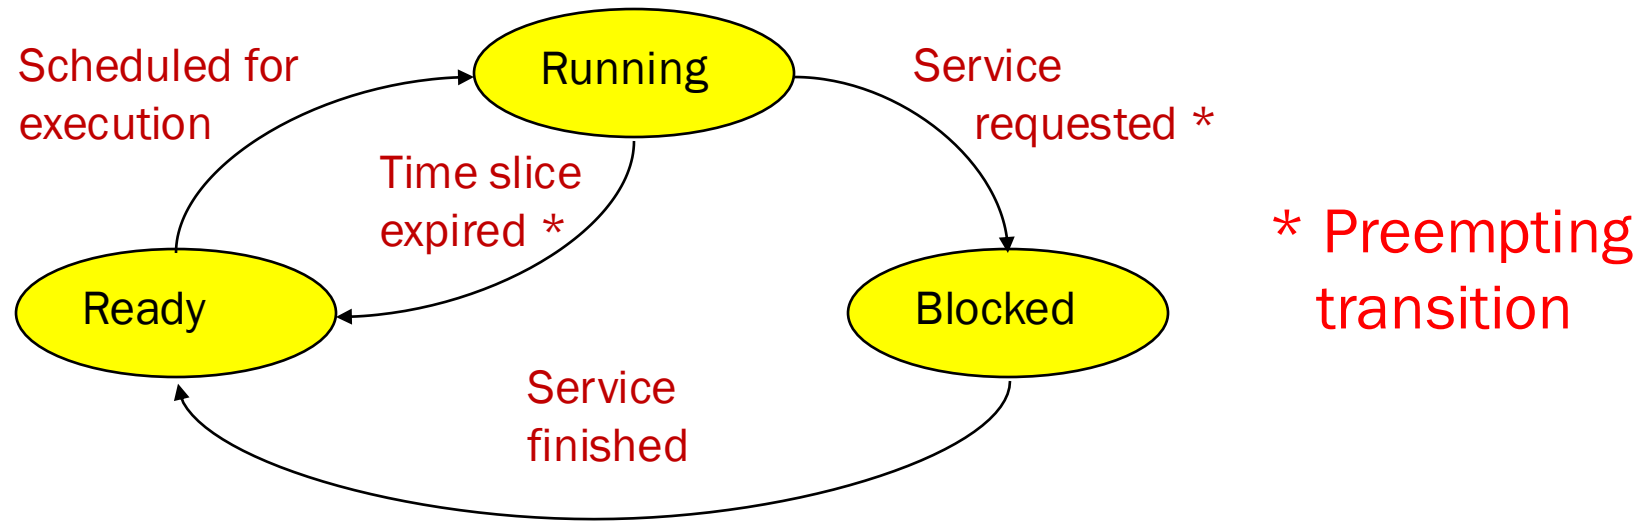 Scheduled for
execution
Running
Service
requested *
Time slice
expired *
* Preempting
transition
Ready
Blocked
Service
finished